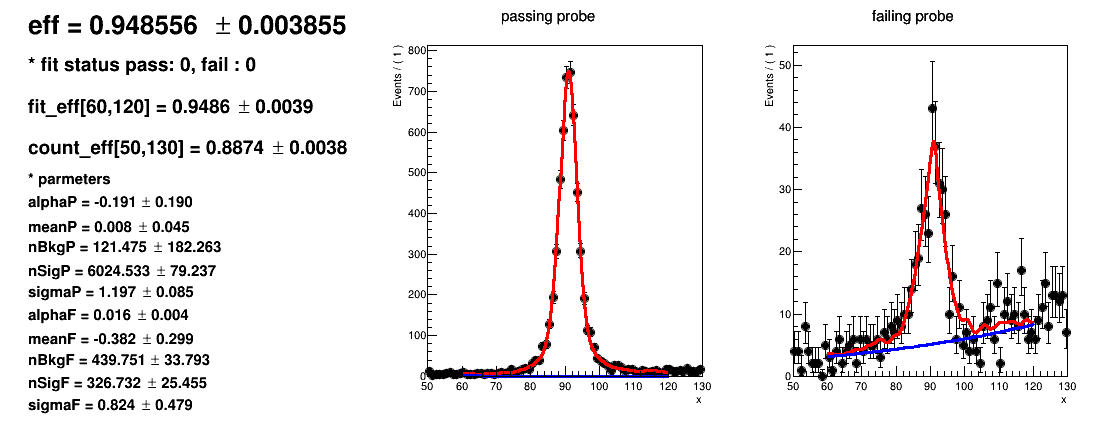 eff = 0.948556 ± 0.003855
* fit status pass: 0, fail : 0
fit_eff[60,120] = 0.9486 ± 0.0039
count_eff[50,130] = 0.8874 ± 0.0038
* parmeters
alphaP = -0.191 ± 0.190
meanP = 0.008 ± 0.045
nBkgP = 121.475 ± 182.263
nSigP = 6024.533 ± 79.237
sigmaP = 1.197 ± 0.085
alphaF = 0.016 ± 0.004
meanF = -0.382 ± 0.299
nBkgF = 439.751 ± 33.793
nSigF = 326.732 ± 25.455
sigmaF = 0.824 ± 0.479
passing probe
Events / ( 1 )
800
700
600
500
400
300
200
100
0
50 60 70 80 90 100 110 120 130
x
failing probe
Events / ( 1 )
50
40
30
20
10
0
50 60 70 80 90 100 110 120 130
x